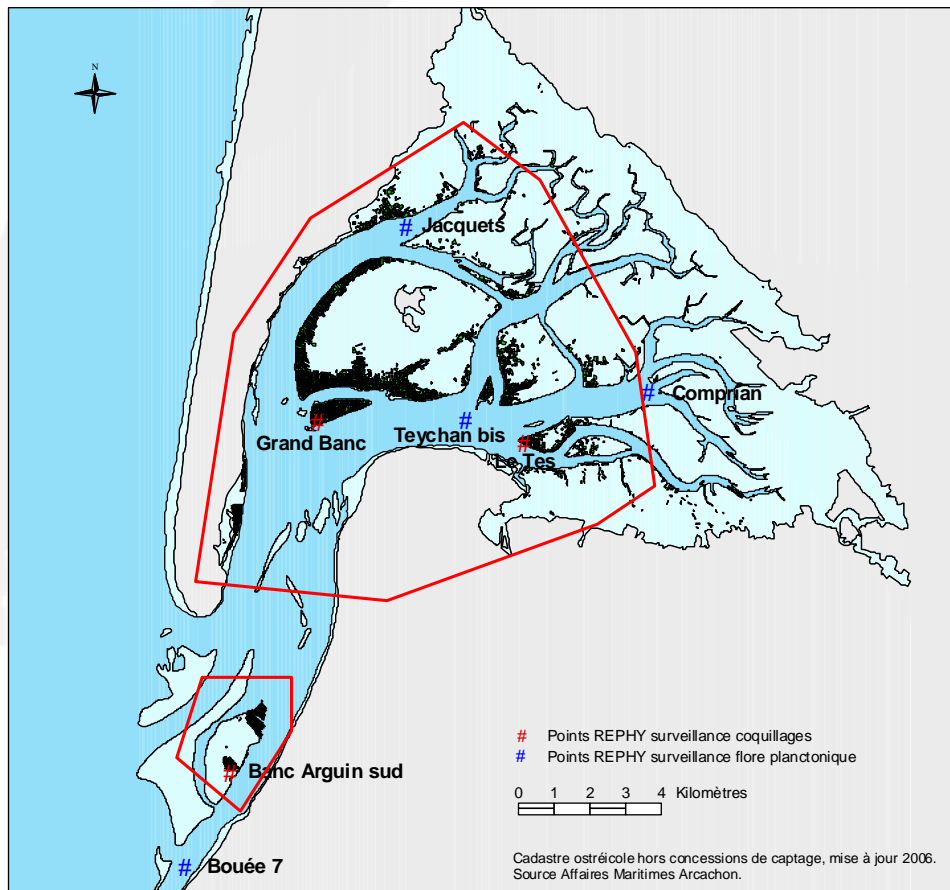 N
Jacquets
Comprian
Grand Banc
Teychan bis
Le Tes
# Points REPHY surveillance coquillages
# Points REPHY surveillance flore planctonique
0 1 2 3 4 Kilomètres
Banc Arguin sud
Bouée 7
Cadastre ostréicole hors concessions de captage, mise à jour 2006.
Source Affaires Maritimes Arcachon.